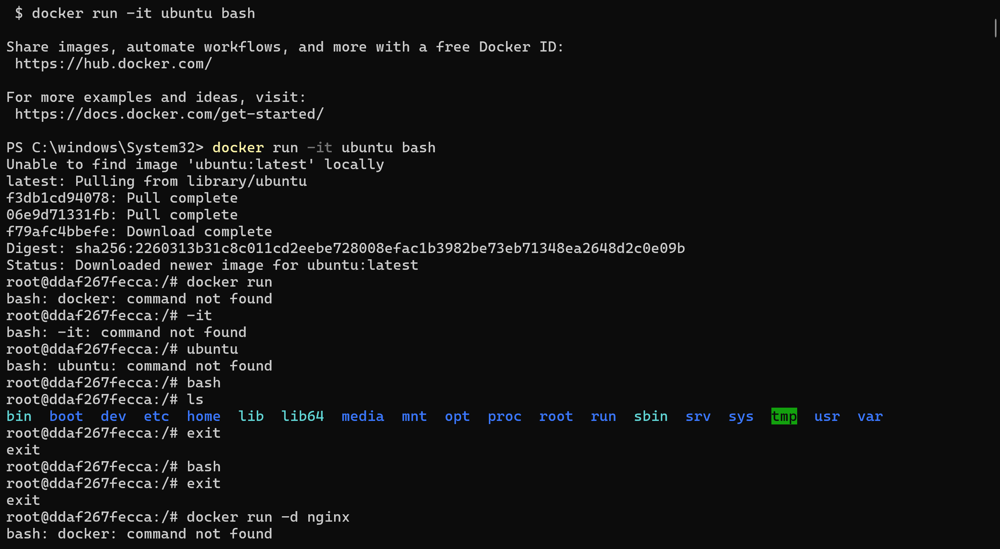 $ docker run -it ubuntu bash
Share images, automate workflows, and more with a free Docker ID:
https://hub.docker.com/
For more examples and ideas, visit:
https://docs.docker.com/get-started/
PS C:\windows\System32> docker run -it ubuntu bash
Unable to find image 'ubuntu:latest' locally
latest: Pulling from library/ubuntu
f3db1cd94078: Pull complete
06e9d71331fb: Pull complete
f79afc4bbefe: Download complete
Digest: sha256:2260313b31c8c011cd2eebe728008efac1b3982be73eb71348ea2648d2c0e09b
Status: Downloaded newer image for ubuntu:latest
root@ddaf267fecca:/# docker run
bash: docker: command not found
root@ddaf267fecca:/# -it
bash: -it: command not found
root@ddaf267fecca:/# ubuntu
bash: ubuntu: command not found
root@ddaf267fecca:/# bash
root@ddaf267fecca:/# ls
bin  boot  dev  etc  home  lib  lib64  media  mnt  opt  proc  root  run  sbin  srv  sys  tmp  usr  var
root@ddaf267fecca:/# exit
exit
root@ddaf267fecca:/# bash
root@ddaf267fecca:/# exit
exit
root@ddaf267fecca:/# docker run -d nginx
bash: docker: command not found